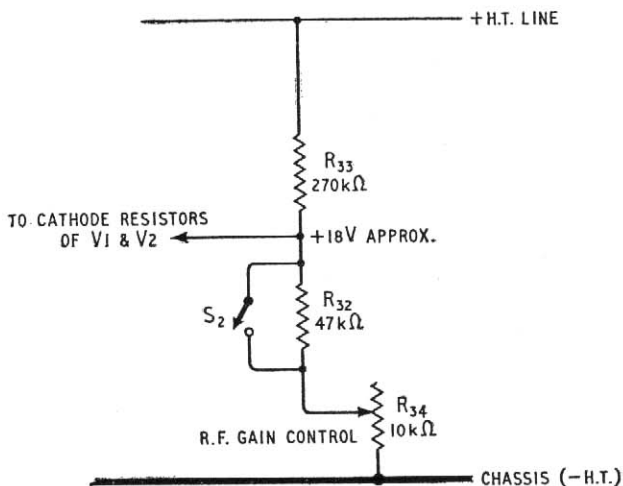 +H.T. LINE
R33
270kΩ
TO CATHODE RESISTORS
OF V1 & V2
+18V APPROX.
S2
R32
47kΩ
R34
10kΩ
R.F. GAIN CONTROL
CHASSIS (-H.T.)